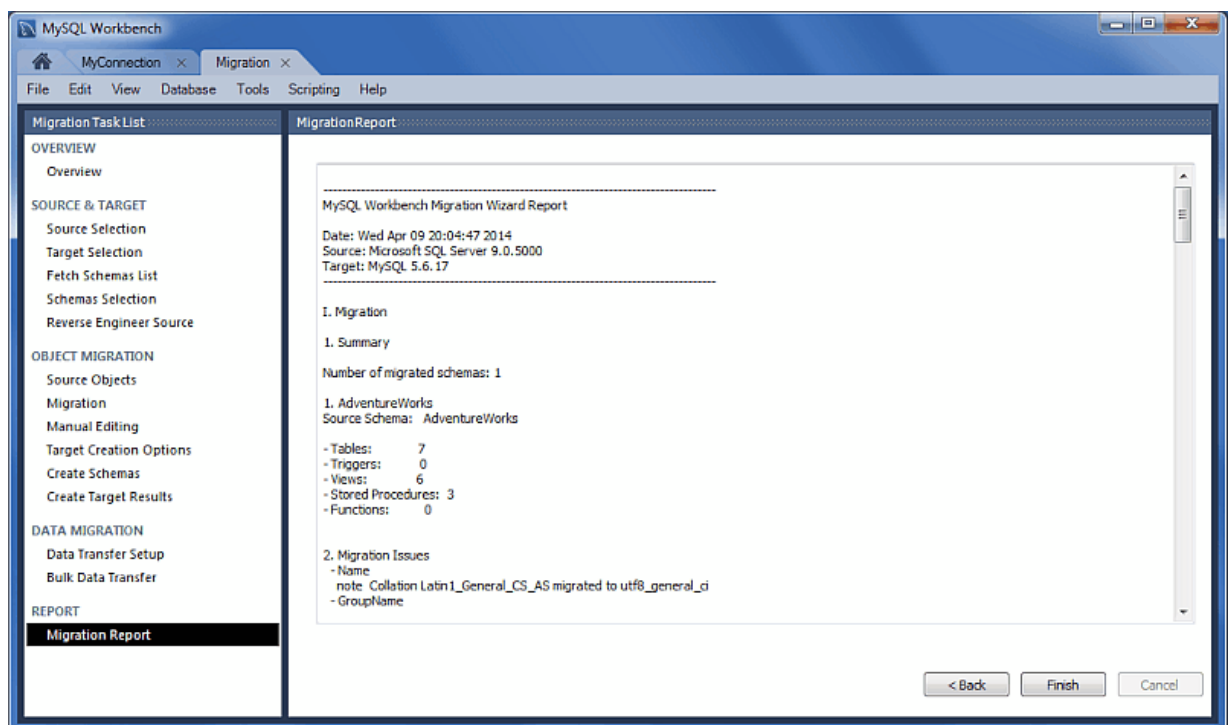 MySQL Workbench
MyConnection
Migration
File Edit View Database Tools Scripting Help
Migration Task List
OVERVIEW
Overview
SOURCE & TARGET
Source Selection
Target Selection
Fetch Schemas List
Schemas Selection
Reverse Engineer Source
OBJECT MIGRATION
Source Objects
Migration
Manual Editing
Target Creation Options
Create Schemas
Create Target Results
DATA MIGRATION
Data Transfer Setup
Bulk Data Transfer
REPORT
Migration Report
MigrationReport
--------------------------------------------------------------------------------------
MySQL Workbench Migration Wizard Report
Date: Wed Apr 09 20:04:47 2014
Source: Microsoft SQL Server 9.0.5000
Target: MySQL 5.6.17
--------------------------------------------------------------------------------------
I. Migration
1. Summary
Number of migrated schemas: 1
1. AdventureWorks
Source Schema: AdventureWorks
- Tables: 7
- Triggers: 0
- Views: 6
- Stored Procedures: 3
- Functions: 0
2. Migration Issues
- Name
note Collation Latin1_General_CS_AS migrated to utf8_general_ci
- GroupName
< Back Finish Cancel